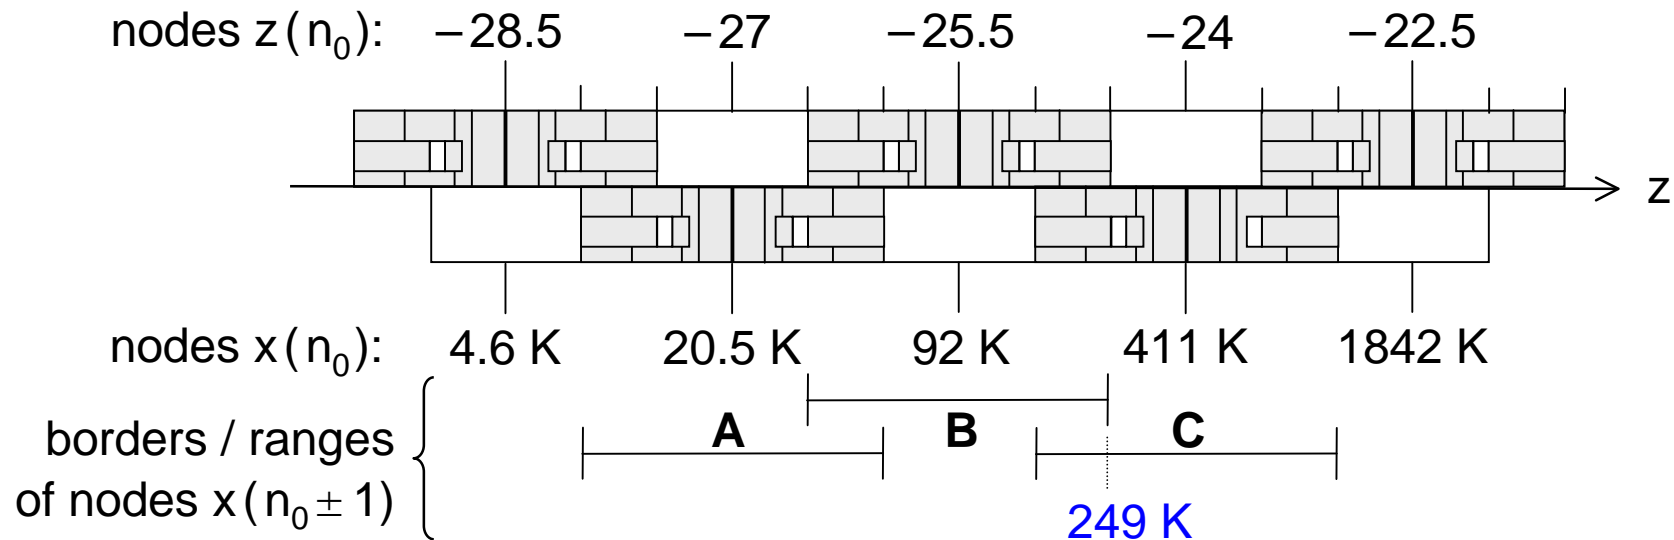 nodes z(n₀): −28.5 −27 −25.5 −24 −22.5
z
nodes x(n₀): 4.6 K 20.5 K 92 K 411 K 1842 K
A B C
borders / ranges
of nodes x(n₀ ± 1)
249 K